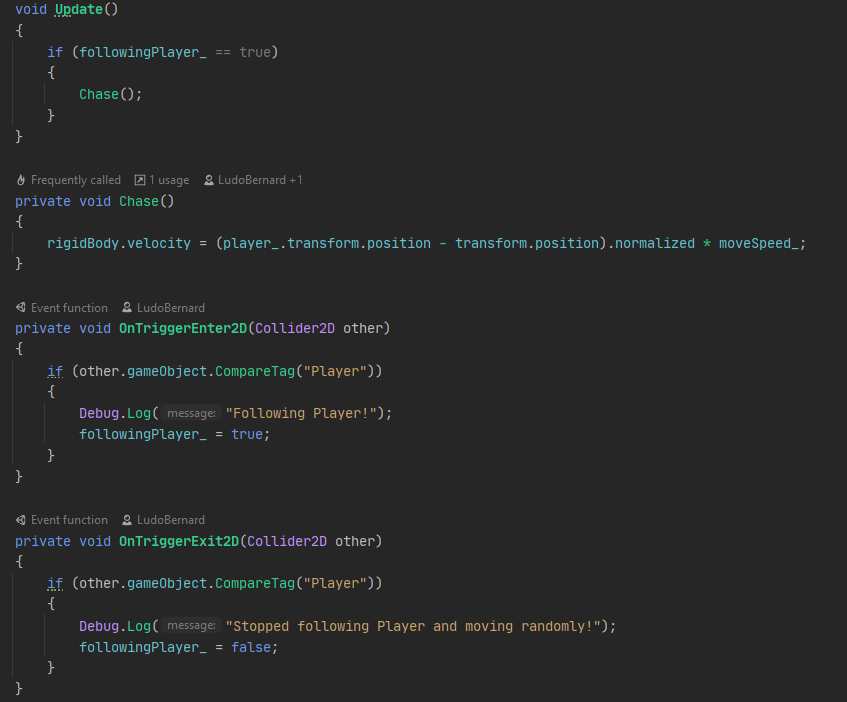 void Update()
{
if (followingPlayer_ == true)
{
Chase();
}
}
Frequently called 1 usage LudoBernard +1
private void Chase()
{
rigidBody.velocity = (player_.transform.position - transform.position).normalized * moveSpeed_;
}
Event function LudoBernard
private void OnTriggerEnter2D(Collider2D other)
{
if (other.gameObject.CompareTag("Player"))
{
Debug.Log( message: "Following Player!");
followingPlayer_ = true;
}
}
Event function LudoBernard
private void OnTriggerExit2D(Collider2D other)
{
if (other.gameObject.CompareTag("Player"))
{
Debug.Log( message: "Stopped following Player and moving randomly!");
followingPlayer_ = false;
}
}